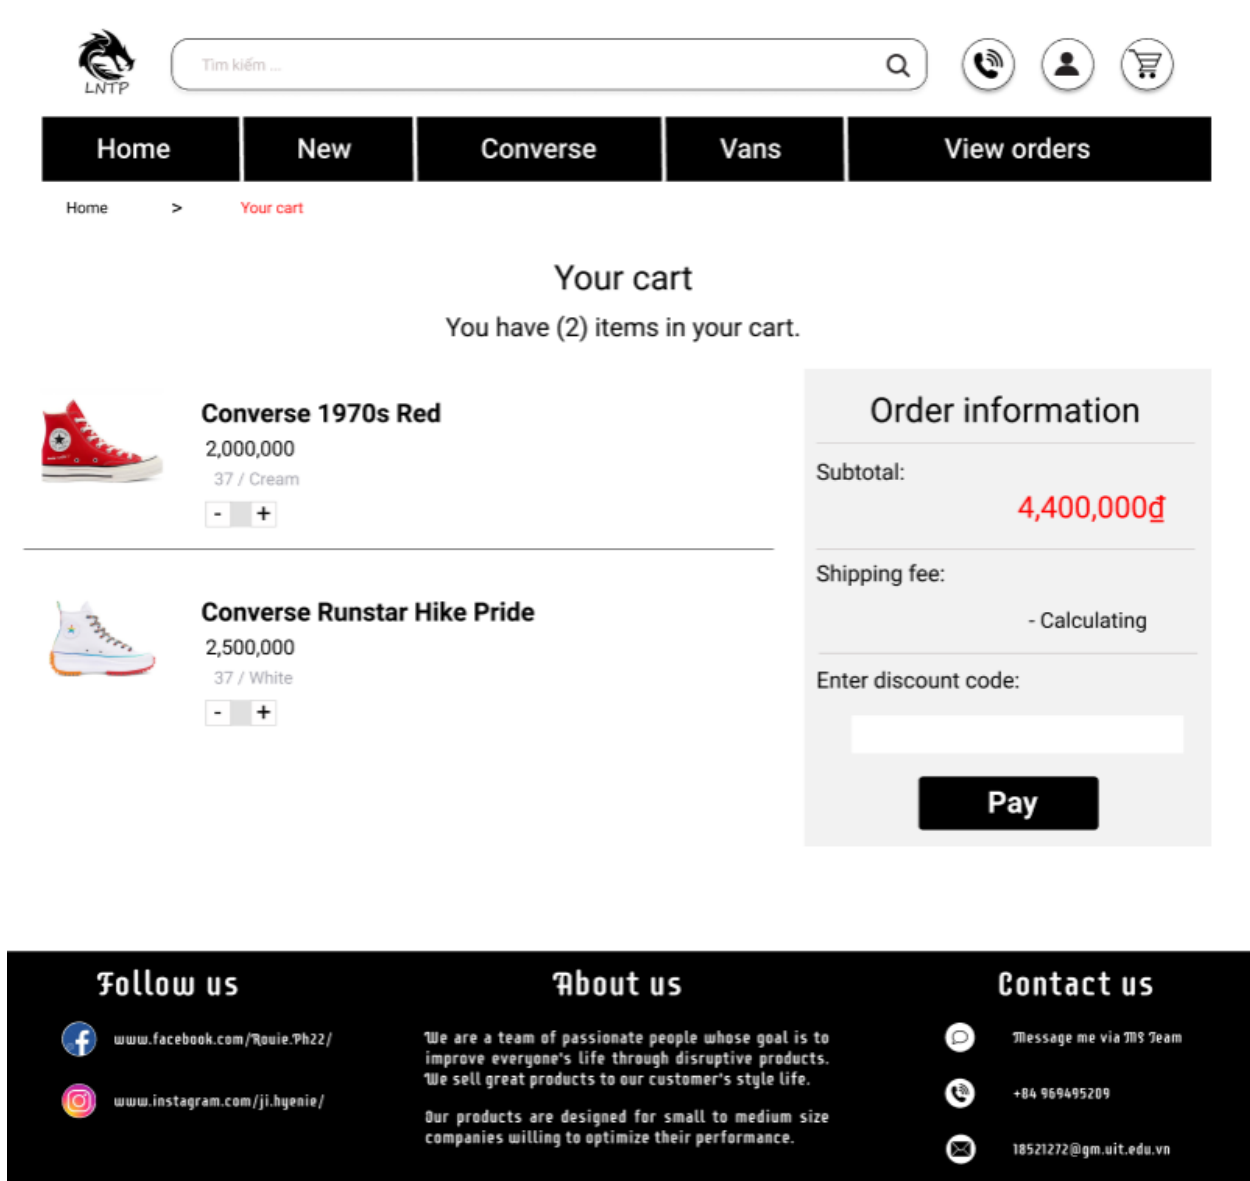 LNTP
Tìm kiếm ...
Home New Converse Vans View orders
Home > Your cart
Your cart
You have (2) items in your cart.
Converse 1970s Red
2,000,000
37 / Cream
- +
Converse Runstar Hike Pride
2,500,000
37 / White
- +
Order information
Subtotal:
4,400,000₫
Shipping fee:
- Calculating
Enter discount code:
Pay
Follow us
www.facebook.com/Rouie.Ph22/
www.instagram.com/ji.hyenie/
About us
We are a team of passionate people whose goal is to
improve everyone's life through disruptive products.
We sell great products to our customer's style life.
Our products are designed for small to medium size
companies willing to optimize their performance.
Contact us
Message me via MS Team
+84 969495209
18521272@gm.uit.edu.vn